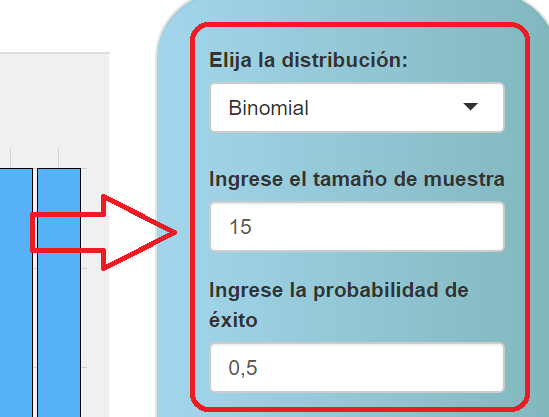 Elija la distribución:
Binomial
Ingrese el tamaño de muestra
15
Ingrese la probabilidad de
éxito
0,5